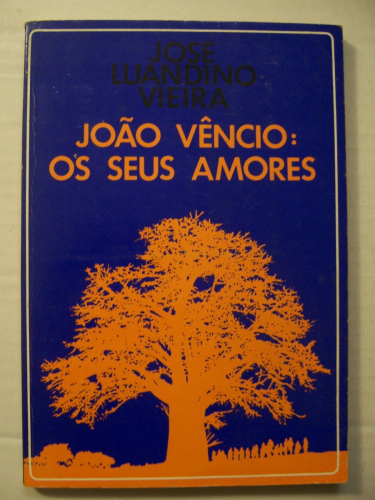 JOSÉ
LUANDINO
VIEIRA
JOÃO VÊNCIO:
OS SEUS AMORES